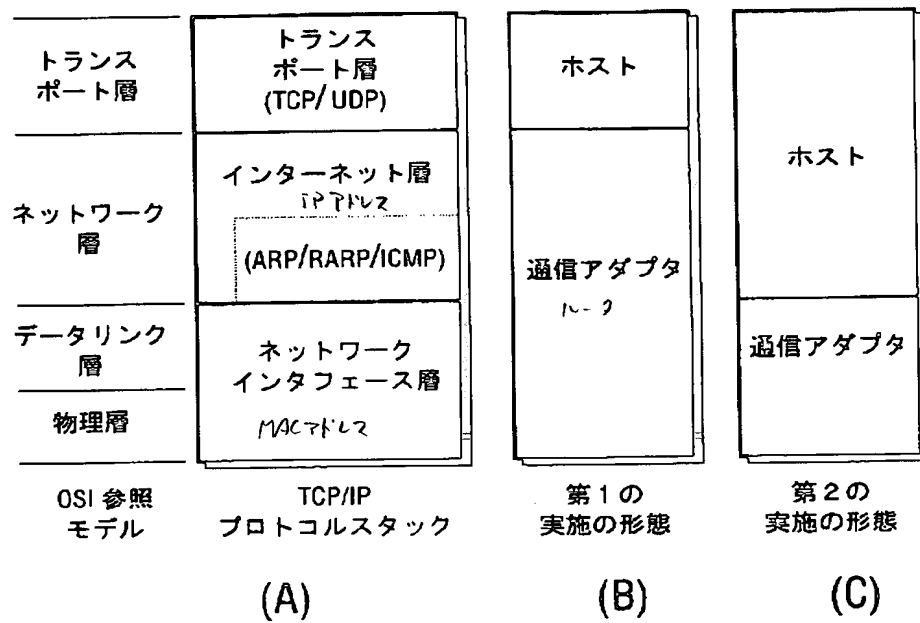 トランス
ポート層
ネットワーク
層
データリンク
層
物理層
OSI 参照
モデル
トランス
ポート層
(TCP/ UDP)
インターネット層
IPアドレス
(ARP/RARP/ICMP)
ネットワーク
インタフェース層
MACアドレス
TCP/IP
プロトコルスタック
(A)
ホスト
通信アダプタ
ルータ
第1の
実施の形態
(B)
ホスト
通信アダプタ
第2の
実施の形態
(C)